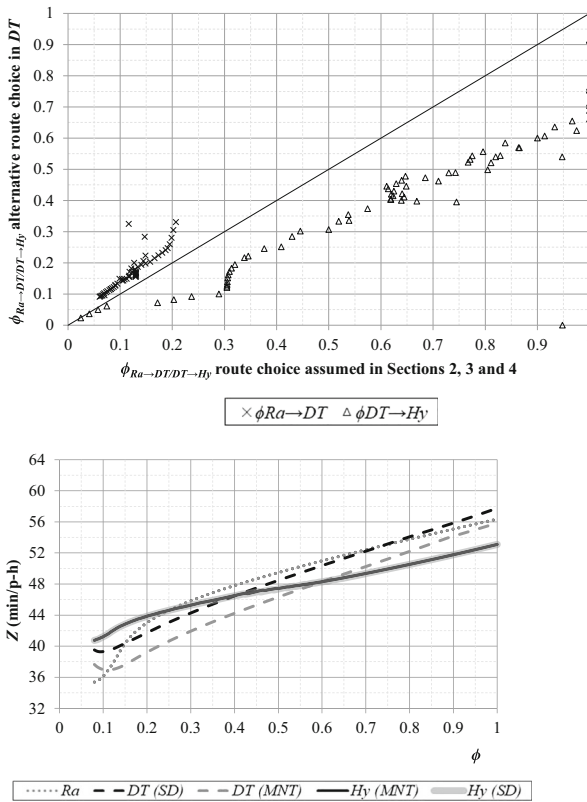 1
0.9
0.8
0.7
0.6
0.5
0.4
0.3
0.2
0.1
0
ϕRa→DT/DT→Hy alternative route choice in DT
0 0.1 0.2 0.3 0.4 0.5 0.6 0.7 0.8 0.9 1
ϕRa→DT/DT→Hy route choice assumed in Sections 2, 3 and 4
×ϕRa→DT △ϕDT→Hy
64
60
56
52
48
44
40
36
32
Z (min/p-h)
0 0.1 0.2 0.3 0.4 0.5 0.6 0.7 0.8 0.9 1
ϕ
Ra DT (SD) DT (MNT) Hy (MNT) Hy (SD)